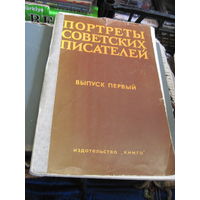 ПОРТРЕТЫ
СОВЕТСКИХ
ПИСАТЕЛЕЙ
ВЫПУСК ПЕРВЫЙ
ИЗДАТЕЛЬСТВО „КНИГА"